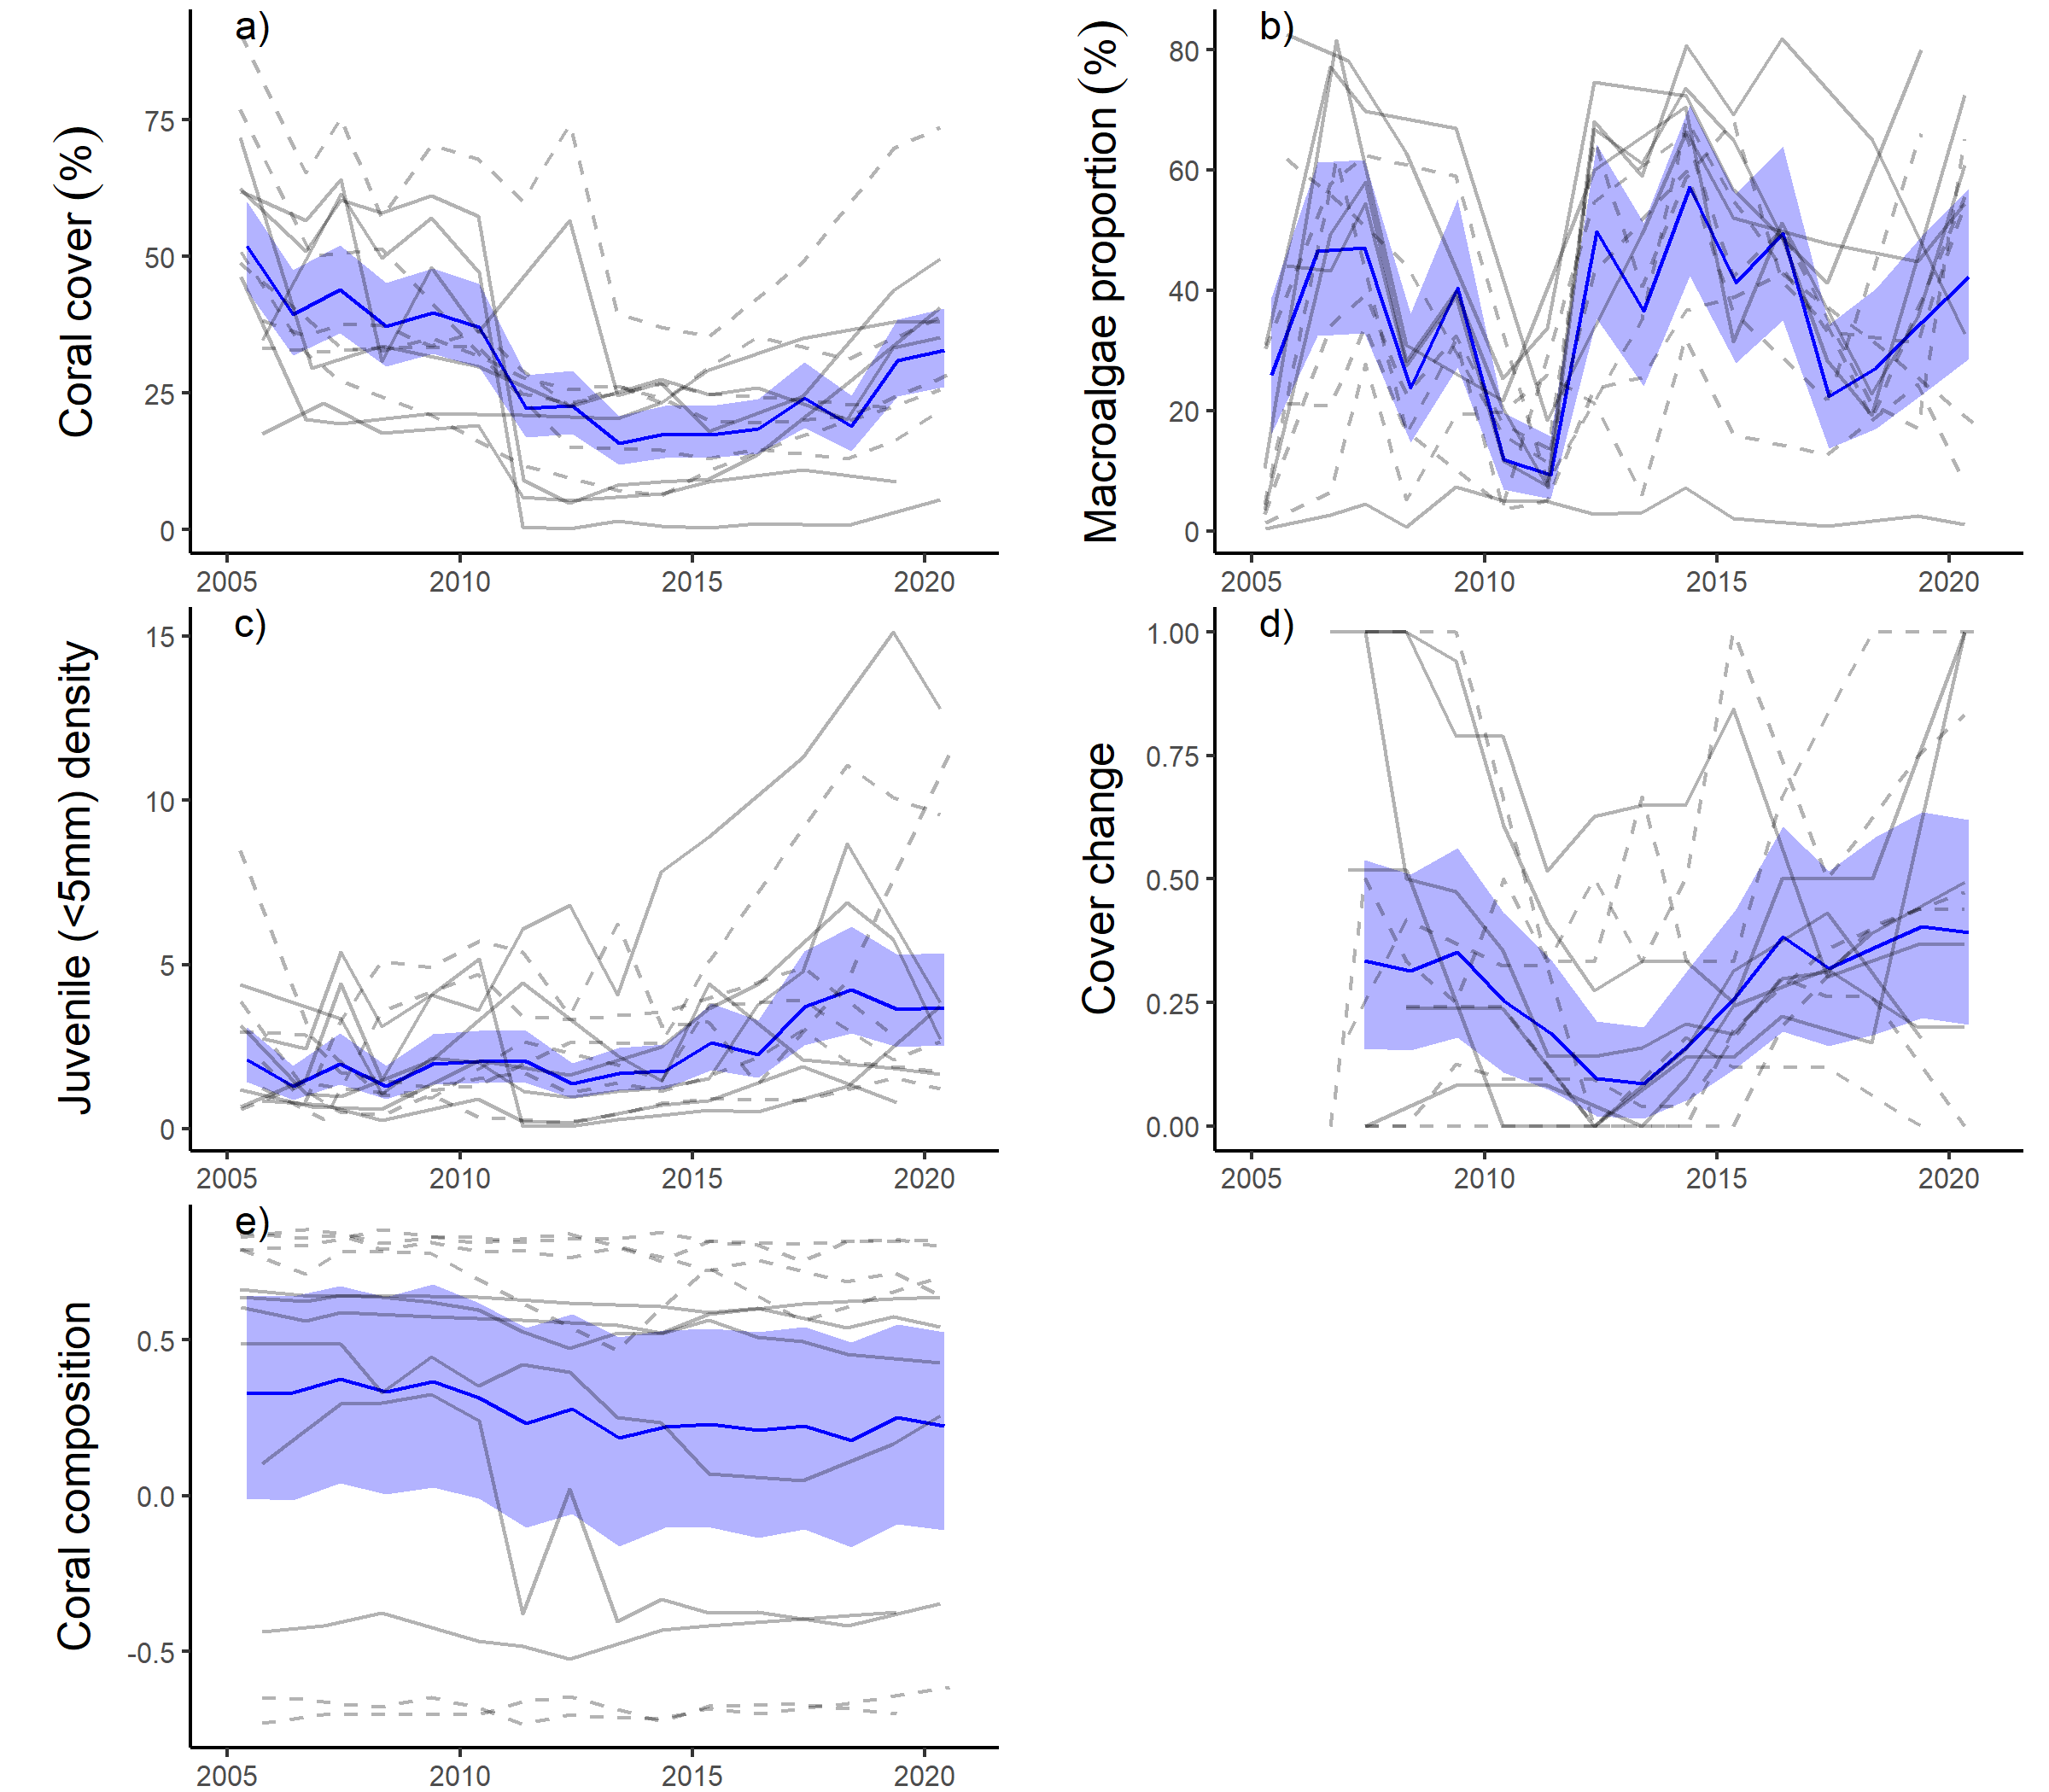 a)
Coral cover (%)
75
50
25
0
2005 2010 2015 2020
b)
Macroalgae proportion (%)
80
60
40
20
0
2005 2010 2015 2020
c)
Juvenile (<5mm) density
15
10
5
0
2005 2010 2015 2020
d)
Cover change
1.00
0.75
0.50
0.25
0.00
2005 2010 2015 2020
e)
Coral composition
0.5
0.0
-0.5
2005 2010 2015 2020